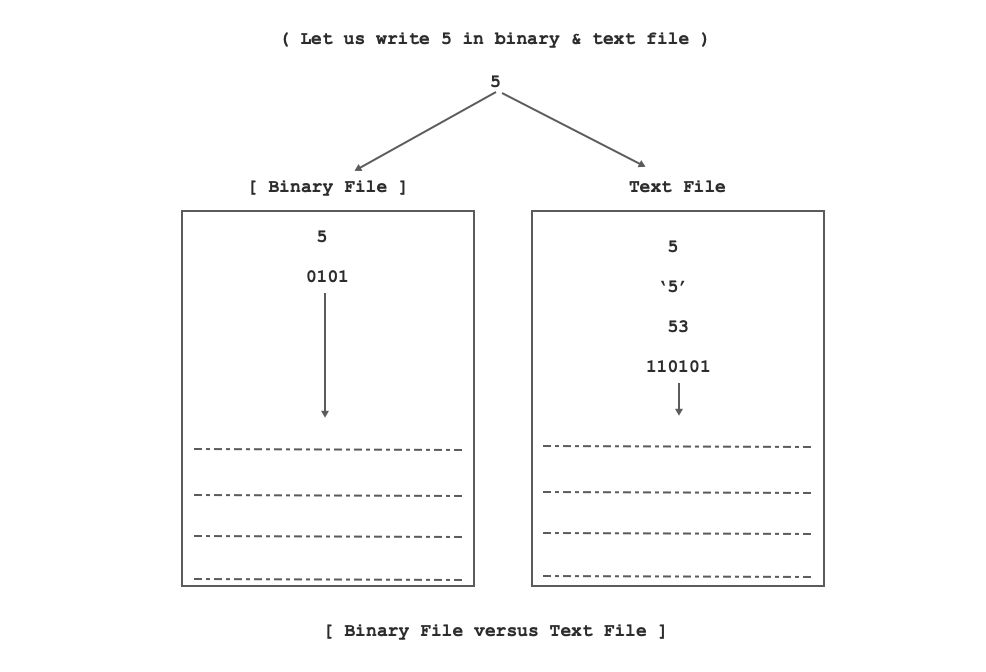 ( Let us write 5 in binary & text file )
5
[ Binary File ]
5
0101
Text File
5
‘5’
53
110101
[ Binary File versus Text File ]